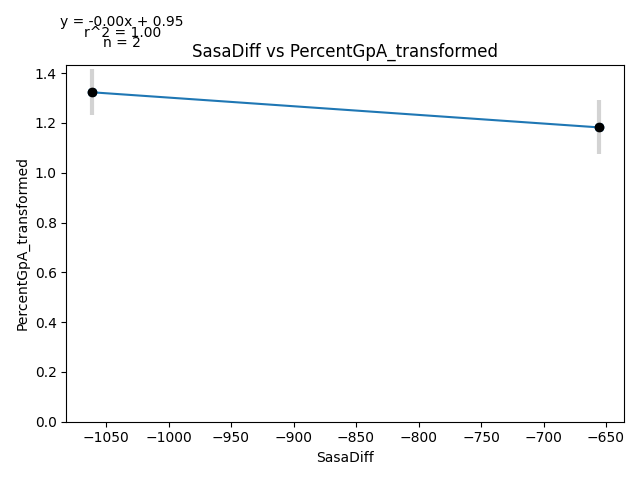 y = -0.00x + 0.95
r^2 = 1.00
n = 2
SasaDiff vs PercentGpA_transformed
1.4
1.2
1.0
0.8
0.6
0.4
0.2
0.0
PercentGpA_transformed
−1050 −1000 −950 −900 −850 −800 −750 −700 −650
SasaDiff